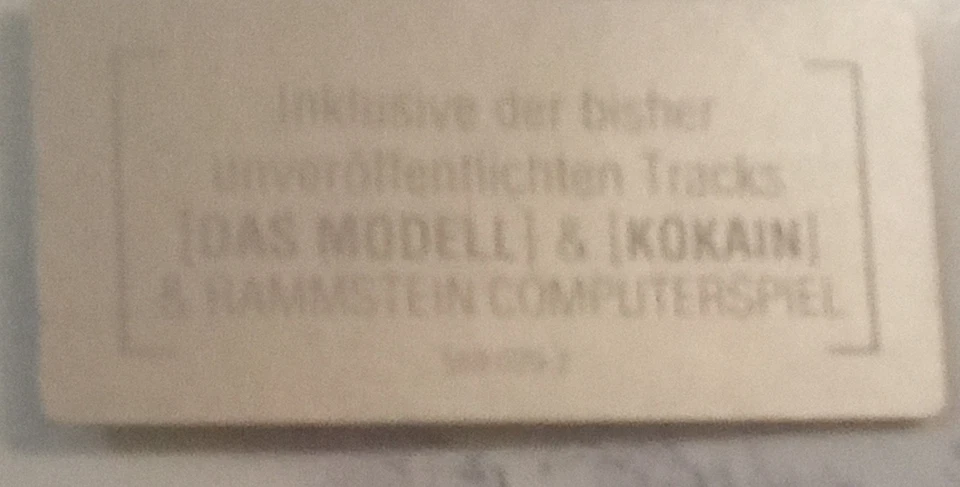 Inklusive der bisher
unveröffentlichten Tracks
[DAS MODELL] & [KOKAIN]
& RAMMSTEIN COMPUTERSPIEL